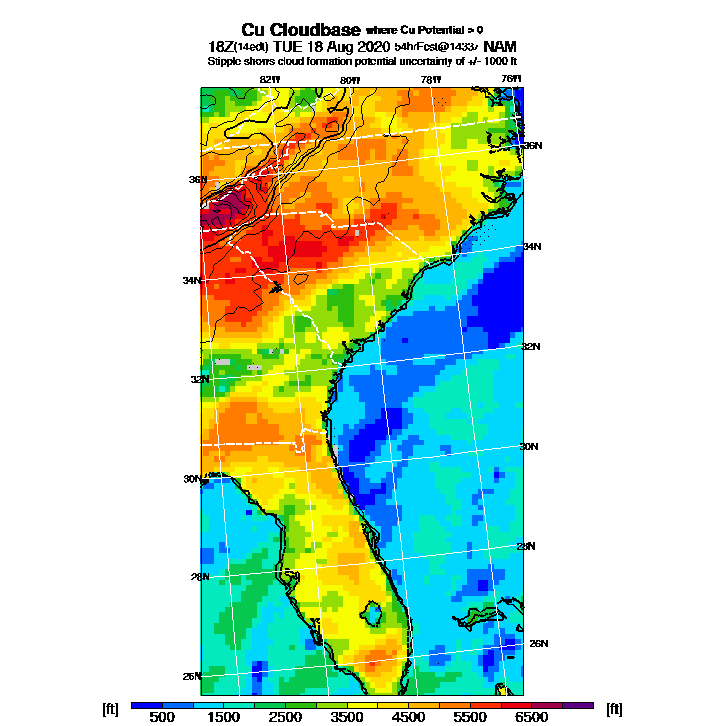 Cu Cloudbase where Cu Potential > 0
18Z(14edt) TUE 18 Aug 2020 54hrFcst@1433z NAM
Stipple shows cloud formation potential uncertainty of +/- 1000 ft
82W 80W 78W 76W
36N
36N
34N
34N
32N
32N
30N
30N
28N
28N
26N
26N
[ft] 500 1500 2500 3500 4500 5500 6500 [ft]